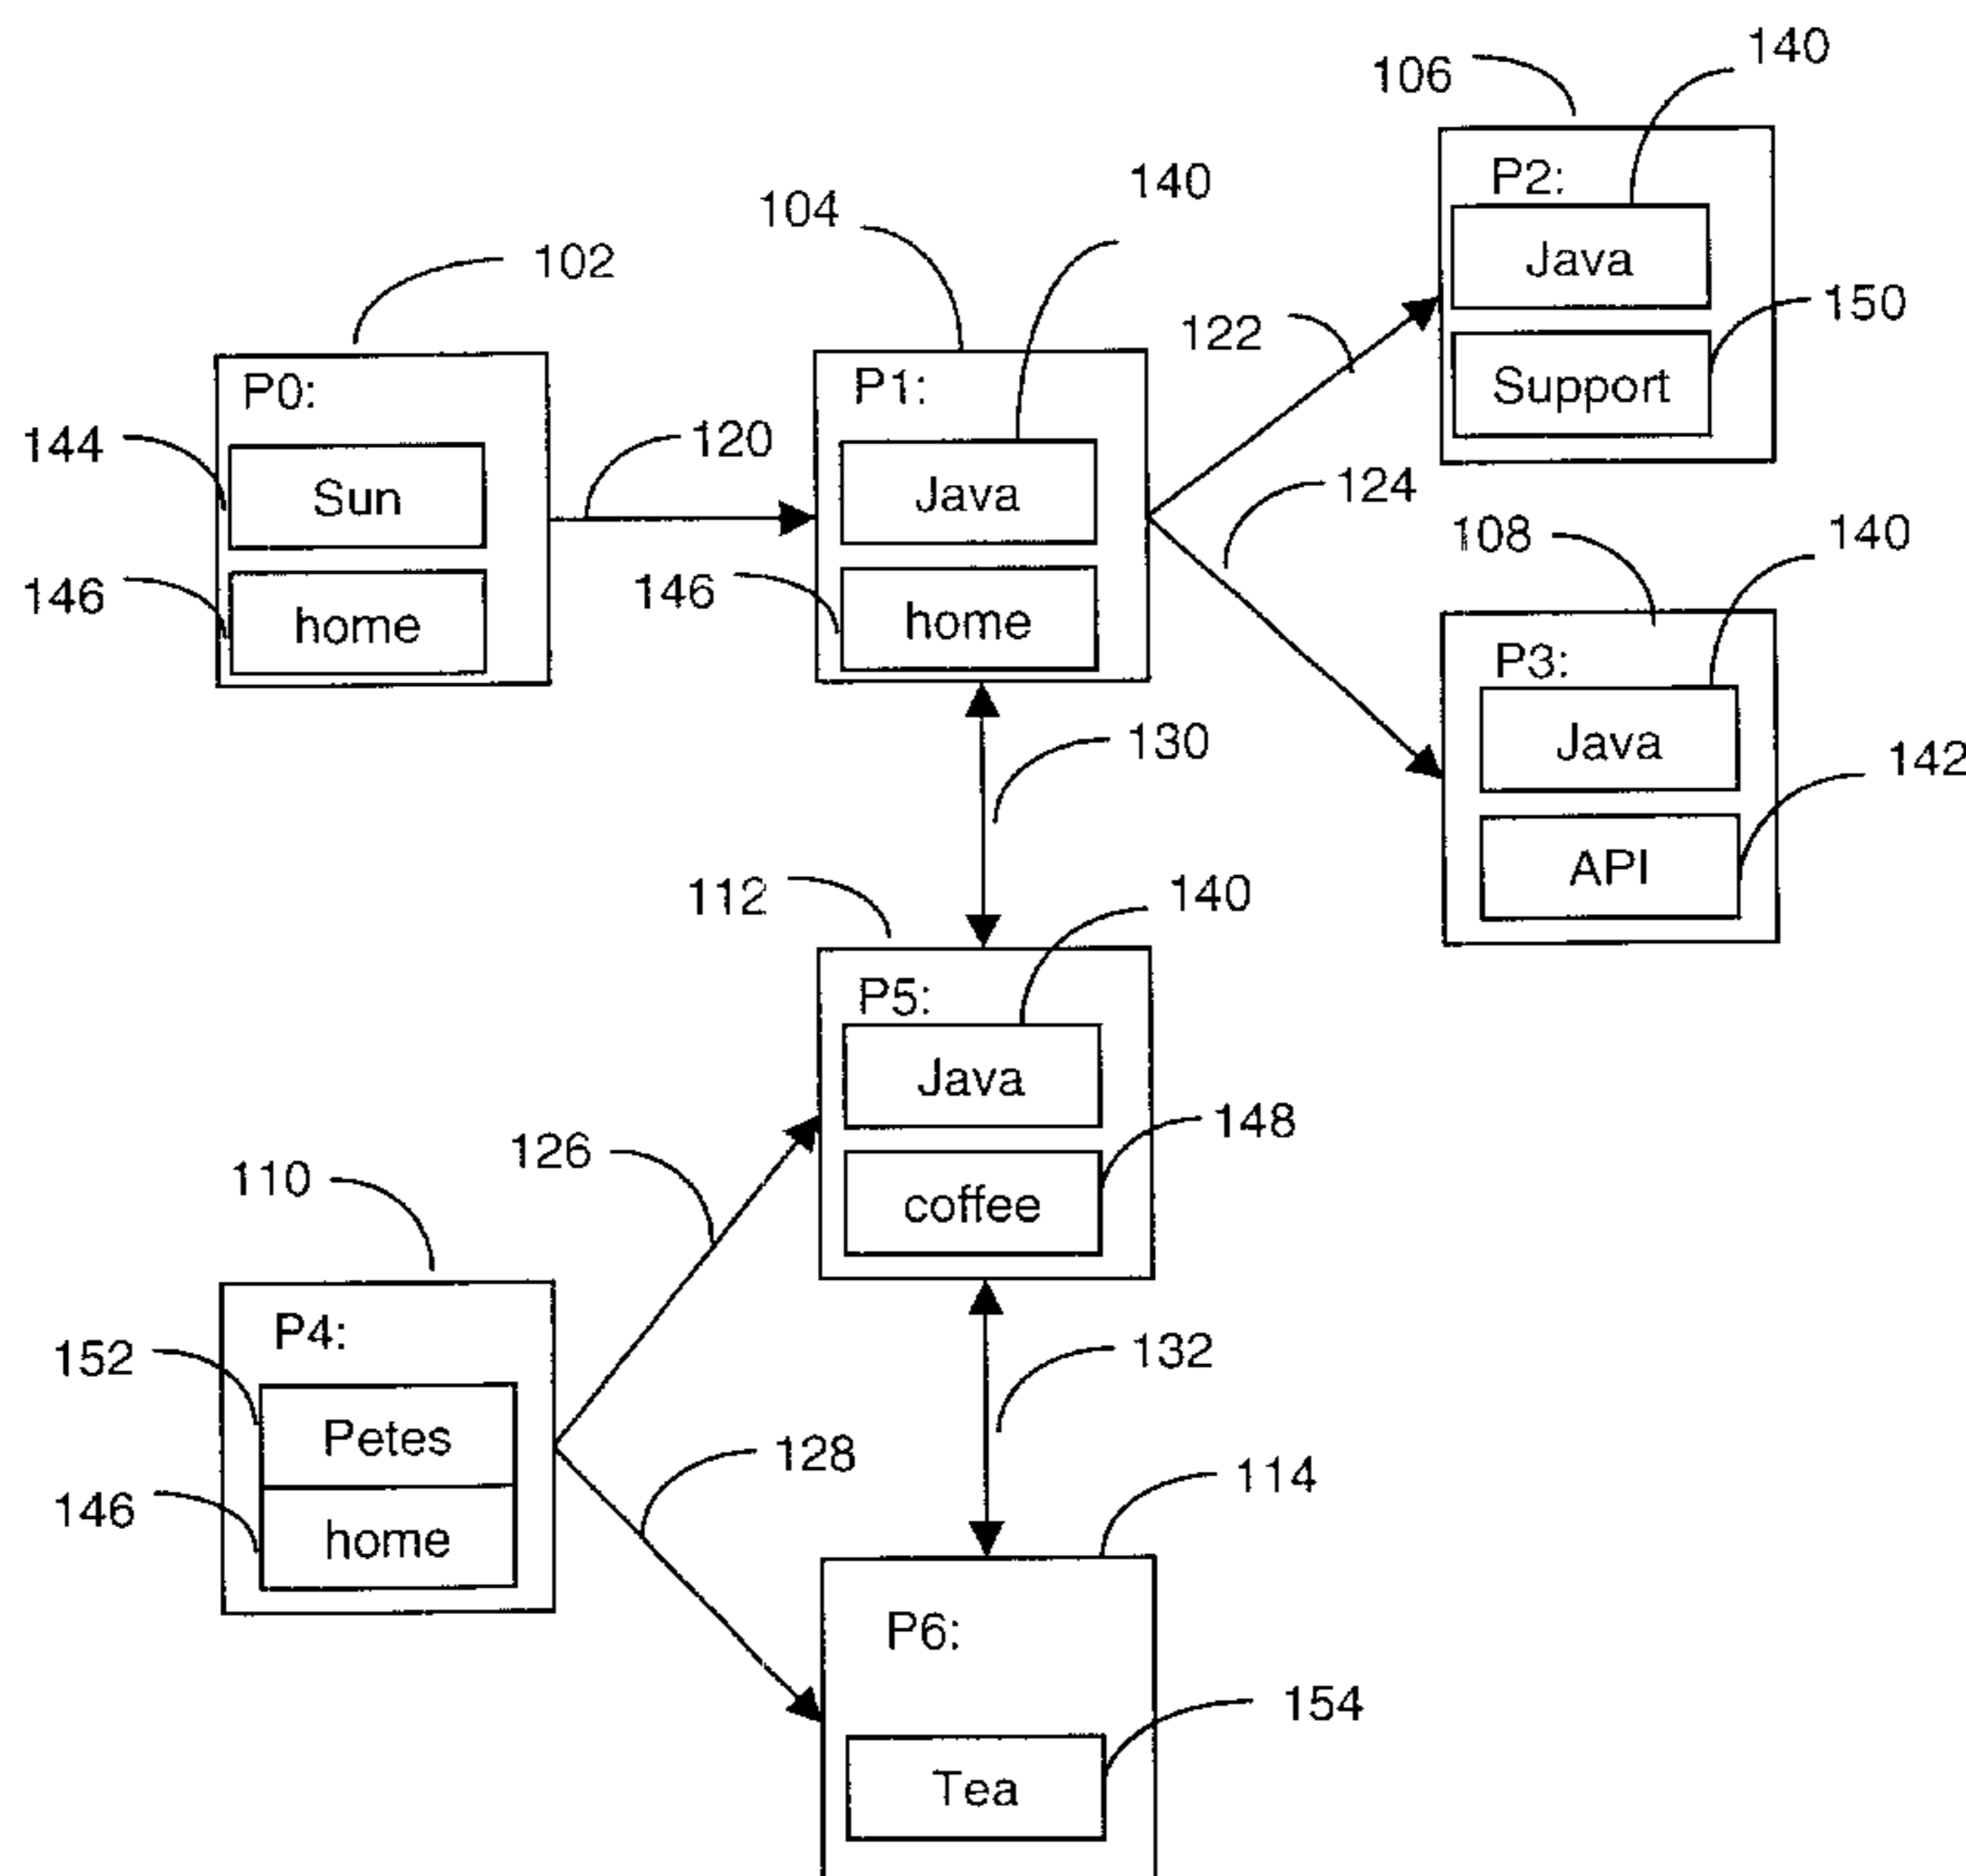 140
106
P2:
Java
150
Support
104
140
102
122
P0:
P1:
144
Sun
120
Java
124
146
home
146
home
108
140
P3:
Java
142
API
130
112
140
P5:
Java
148
coffee
126
110
P4:
152
Petes
146
home
132
128
114
P6:
154
Tea